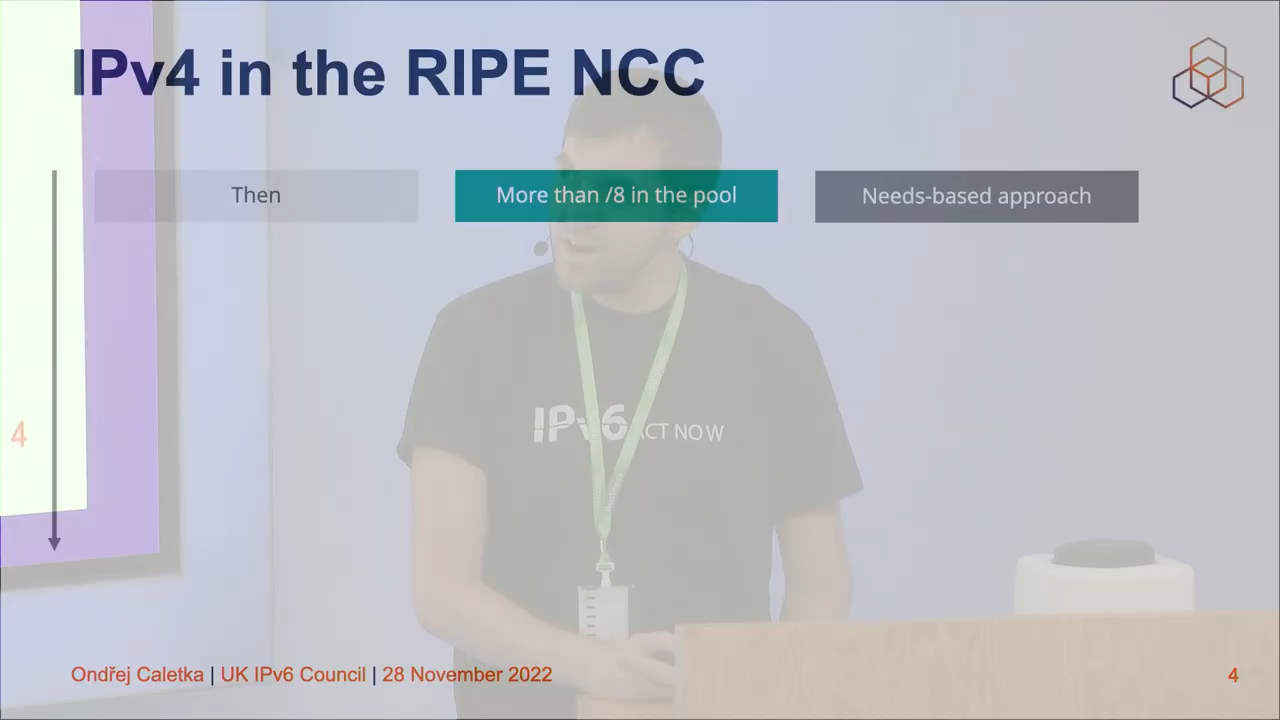 IPv4 in the RIPE NCC
Then
More than /8 in the pool
Needs-based approach
4
IPv6 ACT NOW
Ondřej Caletka | UK IPv6 Council | 28 November 2022
4